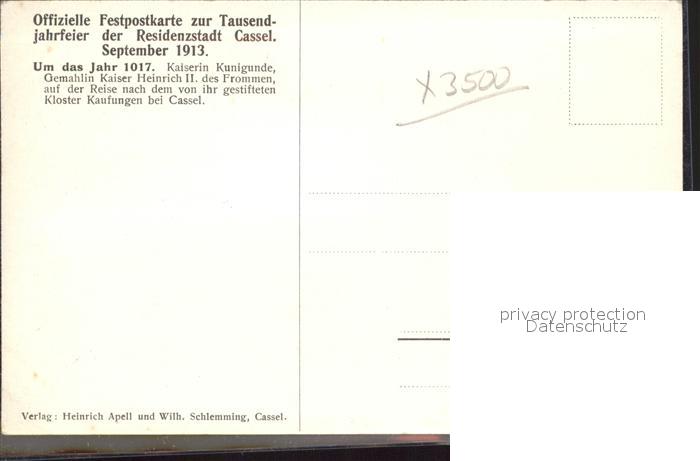 Offizielle Festpostkarte zur Tausend-
jahrfeier der Residenzstadt Cassel.
September 1913.
Um das Jahr 1017. Kaiserin Kunigunde,
Gemahlin Kaiser Heinrich II. des Frommen,
auf der Reise nach dem von ihr gestifteten
Kloster Kaufungen bei Cassel.
X3500
privacy protection
Datenschutz
Verlag: Heinrich Apell und Wilh. Schlemming, Cassel.